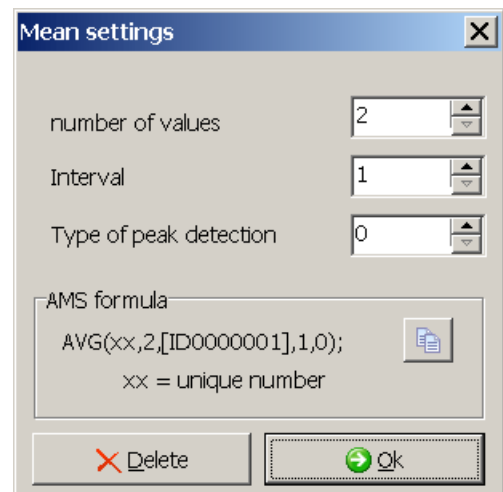 Mean settings
number of values 2
Interval 1
Type of peak detection 0
AMS formula
AVG(xx,2,[ID0000001],1,0);
xx = unique number
Delete Ok